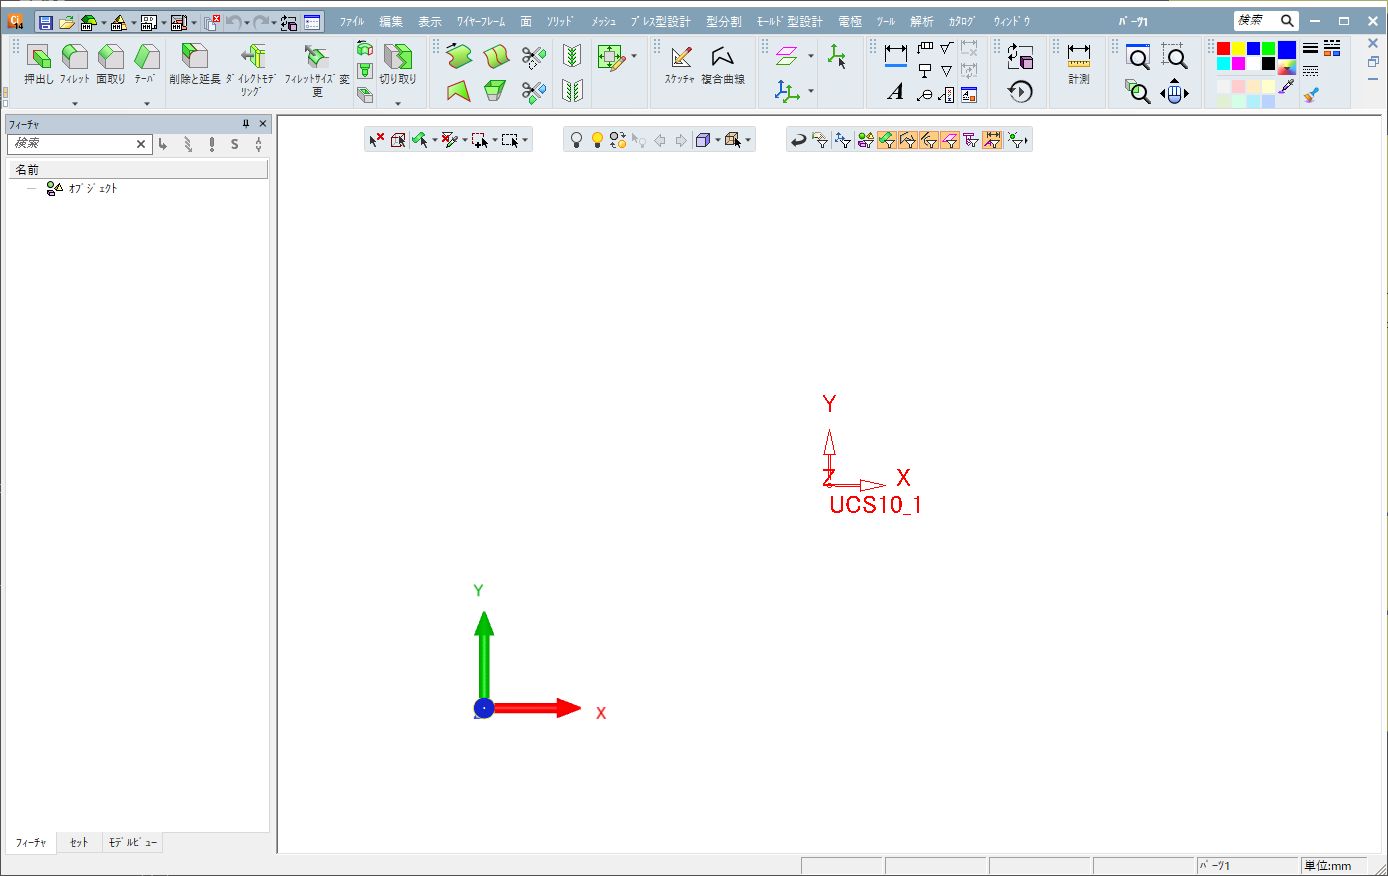 Ci 14
ファイル 編集 表示 ワイヤーフレーム 面 ソリッド メッシュ プレス型設計 型分割 モールド型設計 電極 ツール 解析 カタログ ウィンドウ パーツ1 検索
押出し フィレット 面取り テーパ 削除と延長 ダイレクトモデリング フィレットサイズ変更 切り取り スケッチャ 複合曲線 計測
フィーチャ
検索
S
名前
オブジェクト
Y
Z X
UCS10_1
Y
X
フィーチャ セット モデルビュー
パーツ1 単位:mm